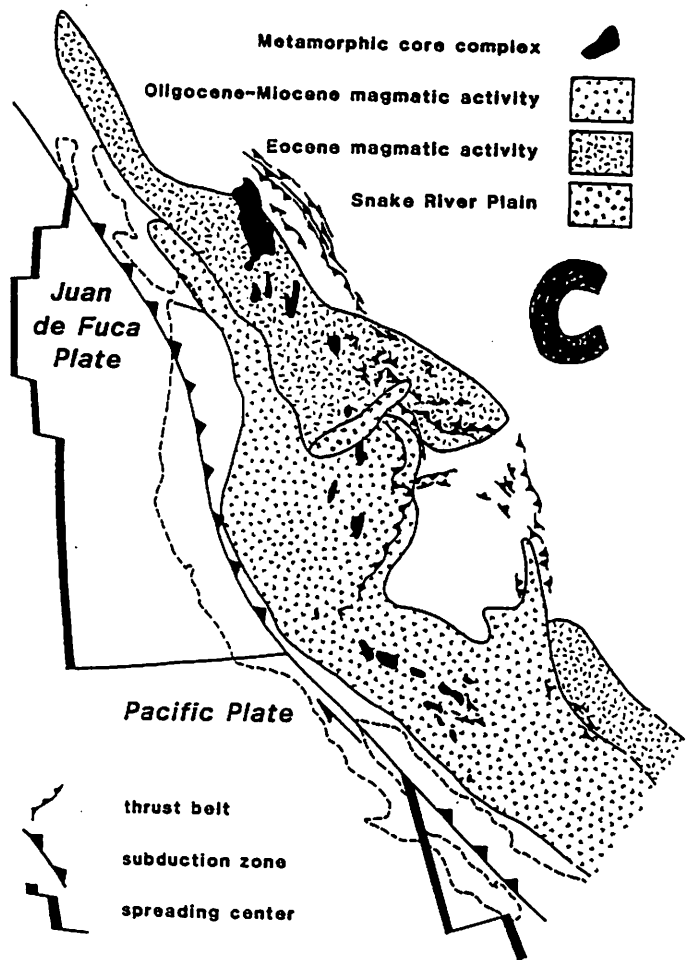 Metamorphic core complex
Oligocene-Miocene magmatic activity
Eocene magmatic activity
Snake River Plain
C
Juan
de Fuca
Plate
Pacific Plate
thrust belt
subduction zone
spreading center